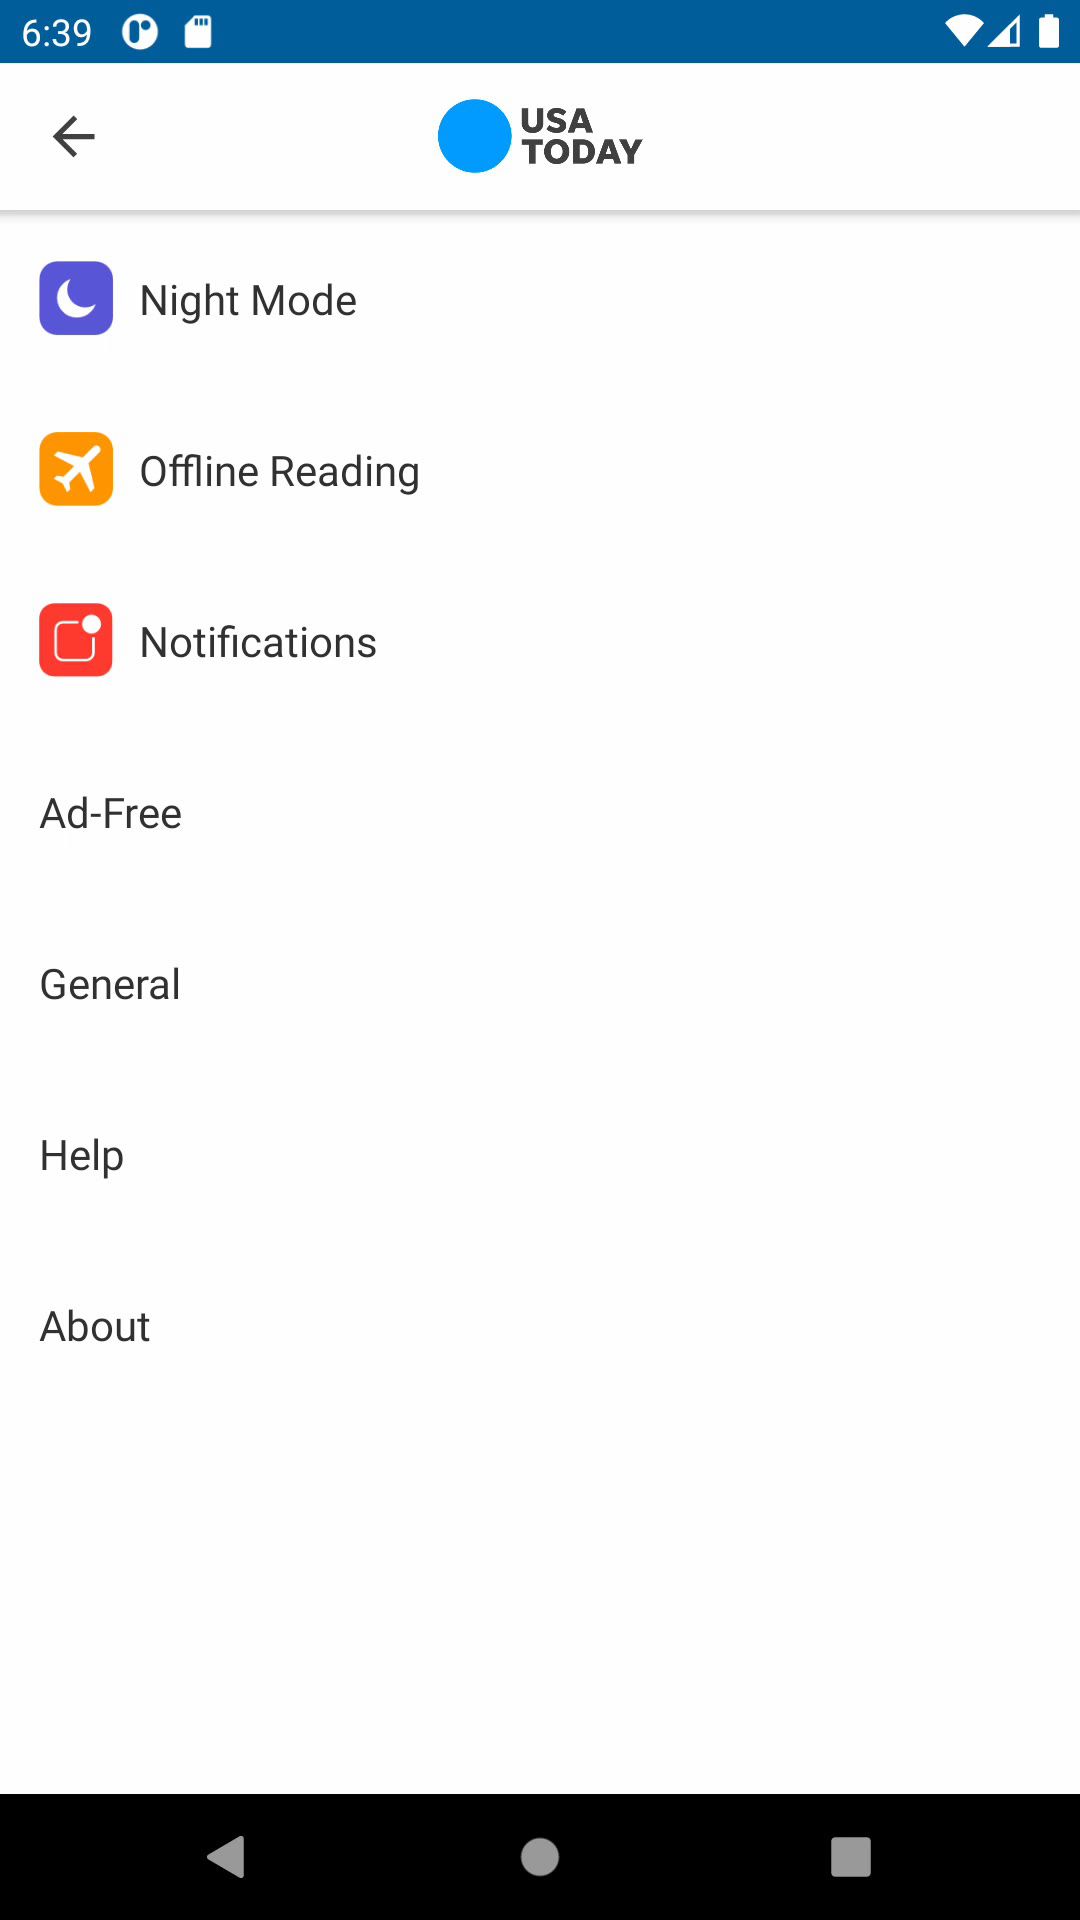 6:39
USA
TODAY
Night Mode
Offline Reading
Notifications
Ad-Free
General
Help
About